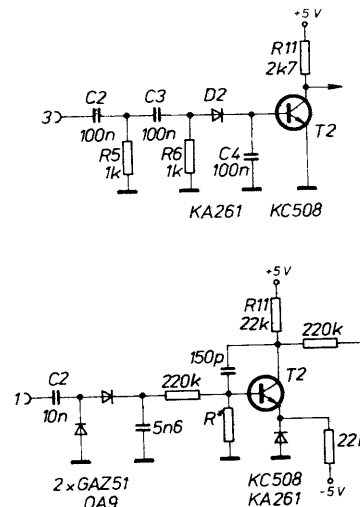 +5V
R11
2k7
C2
C3
D2
3
100n
100n
T2
R5
1k
R6
1k
C4
100n
KA261 KC508
+5V
R11
22k
220k
150p
T2
C2
220k
1
10n
5n6
R
22
2xGAZ51
OA9
KC508
KA261
-5V